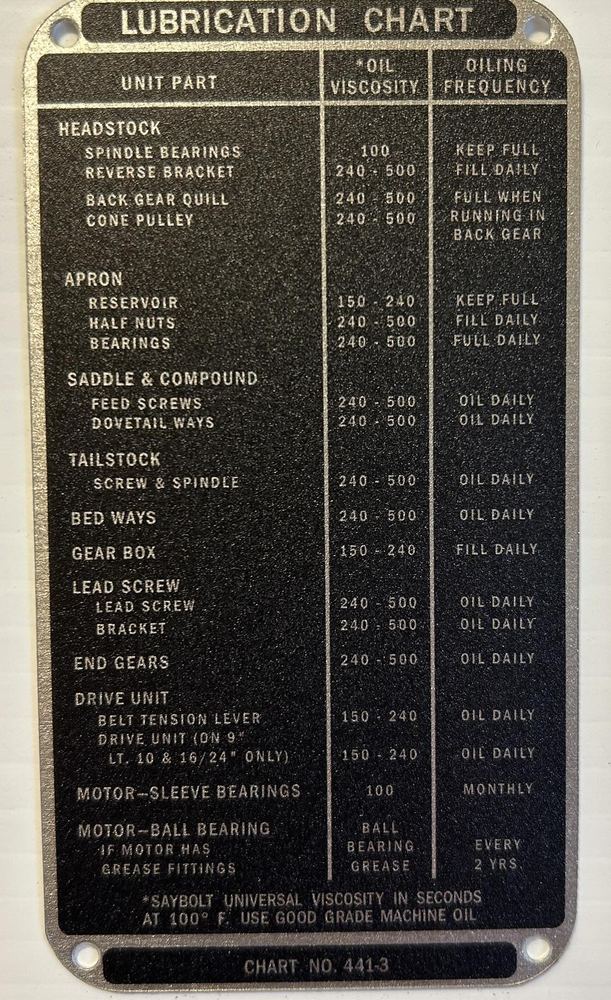 LUBRICATION CHART
UNIT PART *OIL VISCOSITY OILING FREQUENCY
HEADSTOCK
SPINDLE BEARINGS 100 KEEP FULL
REVERSE BRACKET 240 - 500 FILL DAILY
BACK GEAR QUILL 240 - 500 FULL WHEN
CONE PULLEY 240 - 500 RUNNING IN
BACK GEAR
APRON
RESERVOIR 150 - 240 KEEP FULL
HALF NUTS 240 - 500 FILL DAILY
BEARINGS 240 - 500 FULL DAILY
SADDLE & COMPOUND
FEED SCREWS 240 - 500 OIL DAILY
DOVETAIL WAYS 240 - 500 OIL DAILY
TAILSTOCK
SCREW & SPINDLE 240 - 500 OIL DAILY
BED WAYS 240 - 500 OIL DAILY
GEAR BOX 150 - 240 FILL DAILY
LEAD SCREW
LEAD SCREW 240 - 500 OIL DAILY
BRACKET 240 - 500 OIL DAILY
END GEARS 240 - 500 OIL DAILY
DRIVE UNIT
BELT TENSION LEVER 150 - 240 OIL DAILY
DRIVE UNIT (ON 9"
LT. 10 & 16/24" ONLY) 150 - 240 OIL DAILY
MOTOR-SLEEVE BEARINGS 100 MONTHLY
MOTOR-BALL BEARING BALL
IF MOTOR HAS BEARING EVERY
GREASE FITTINGS GREASE 2 YRS.
*SAYBOLT UNIVERSAL VISCOSITY IN SECONDS
AT 100° F. USE GOOD GRADE MACHINE OIL
CHART NO. 441-3